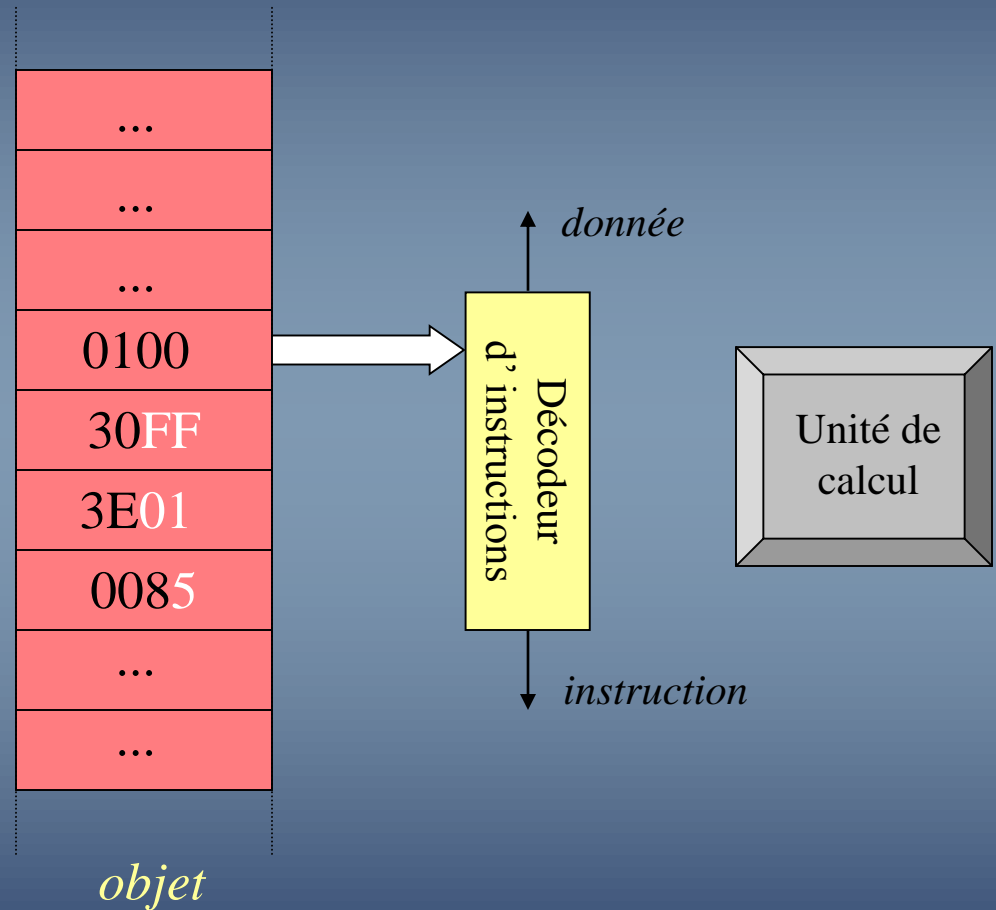 ...
...
...
0100
30FF
3E01
0085
...
...
objet
donnée
Décodeur
d’ instructions
instruction
Unité de
calcul